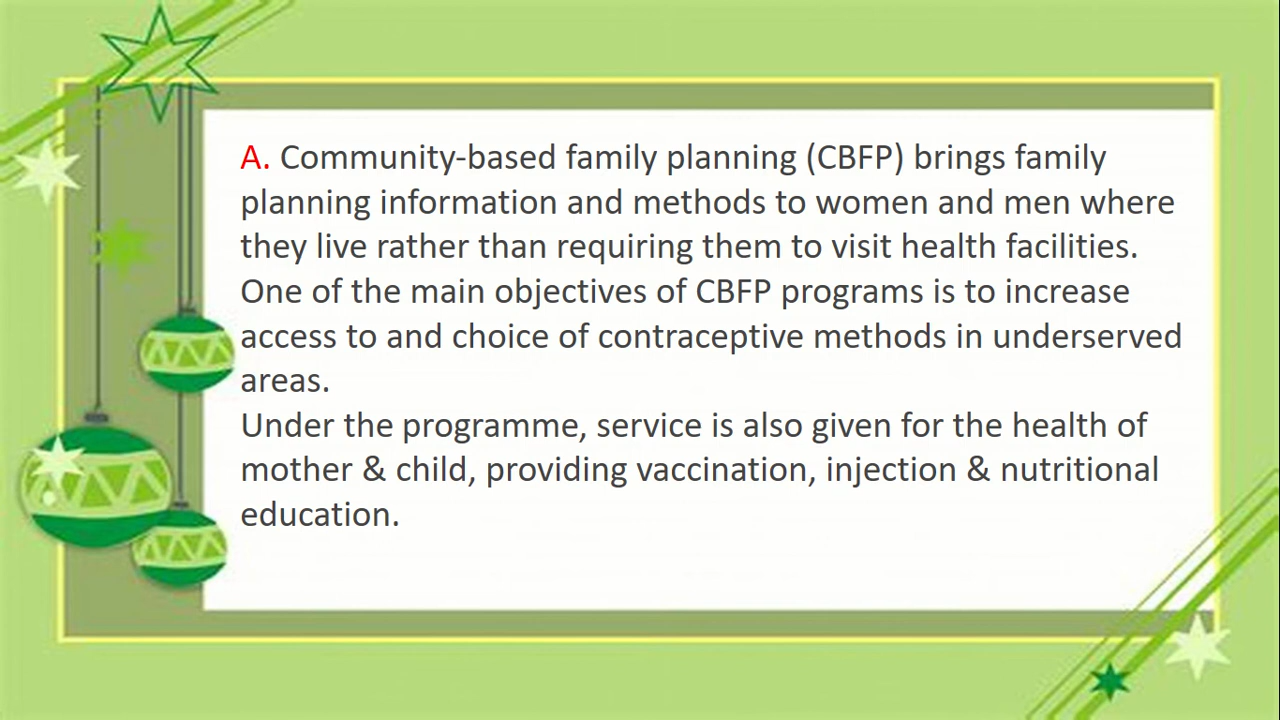 A. Community-based family planning (CBFP) brings family
planning information and methods to women and men where
they live rather than requiring them to visit health facilities.
One of the main objectives of CBFP programs is to increase
access to and choice of contraceptive methods in underserved
areas.
Under the programme, service is also given for the health of
mother & child, providing vaccination, injection & nutritional
education.